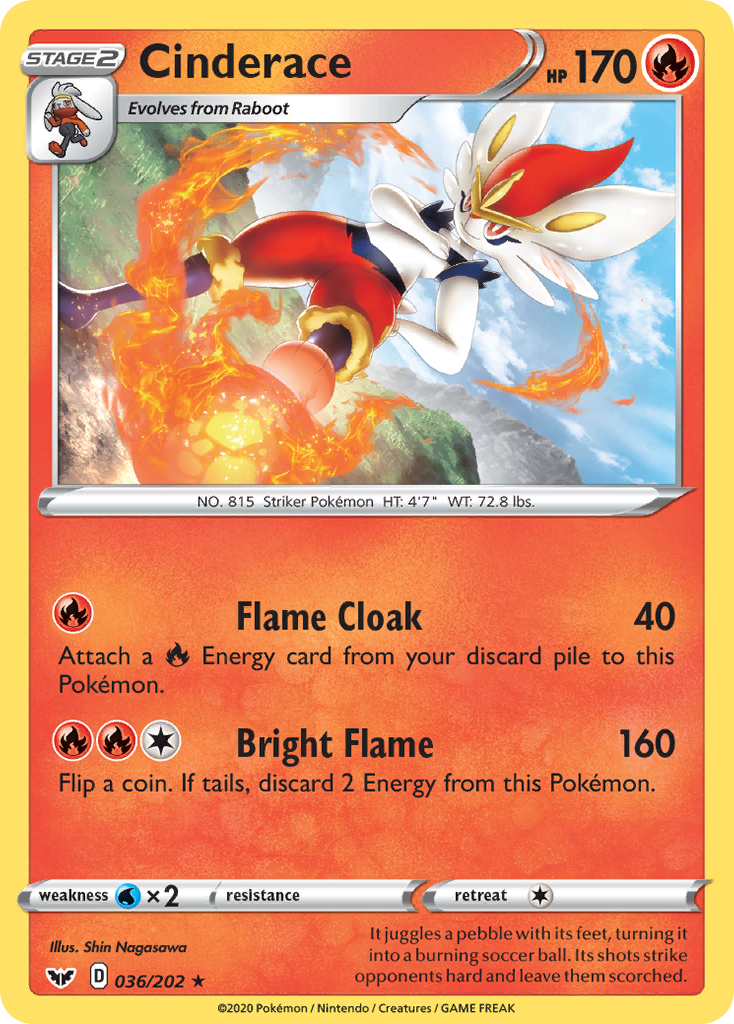 STAGE2
Cinderace
HP 170
Evolves from Raboot
NO. 815 Striker Pokémon HT: 4'7" WT: 72.8 lbs.
Flame Cloak 40
Attach a Energy card from your discard pile to this
Pokémon.
Bright Flame 160
Flip a coin. If tails, discard 2 Energy from this Pokémon.
weakness ×2 resistance retreat
Illus. Shin Nagasawa
It juggles a pebble with its feet, turning it
into a burning soccer ball. Its shots strike
opponents hard and leave them scorched.
D 036/202 ★
©2020 Pokémon / Nintendo / Creatures / GAME FREAK